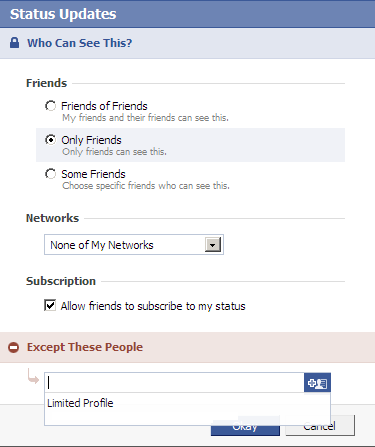 Status Updates
Who Can See This?
Friends
Friends of Friends
My friends and their friends can see this.
Only Friends
Only friends can see this.
Some Friends
Choose specific friends who can see this.
Networks
None of My Networks
Subscription
Allow friends to subscribe to my status
Except These People
Limited Profile
Okay Cancel